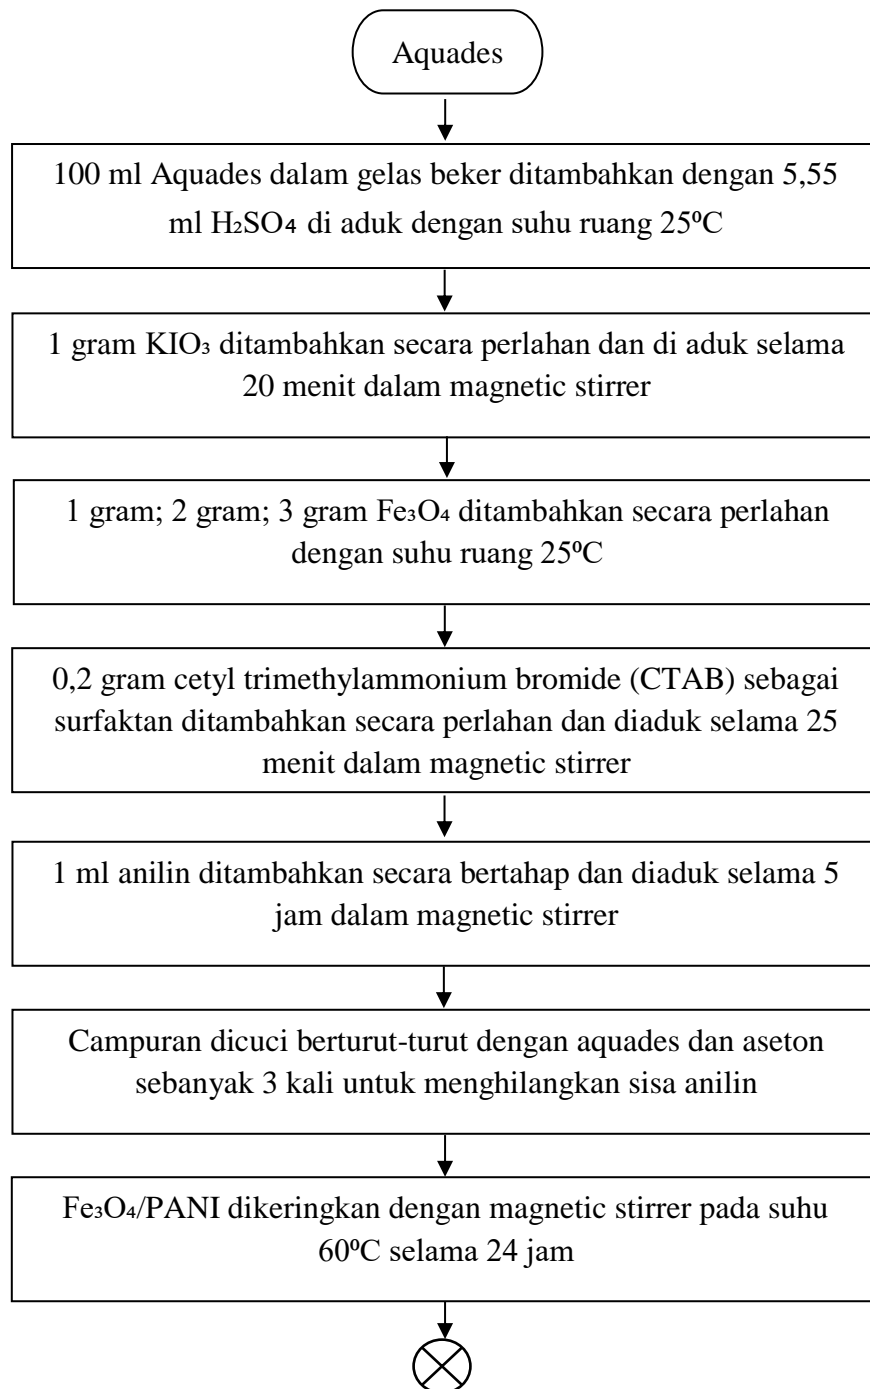 Aquades
100 ml Aquades dalam gelas beker ditambahkan dengan 5,55
ml H₂SO₄ di aduk dengan suhu ruang 25⁰C
1 gram KIO₃ ditambahkan secara perlahan dan di aduk selama
20 menit dalam magnetic stirrer
1 gram; 2 gram; 3 gram Fe₃O₄ ditambahkan secara perlahan
dengan suhu ruang 25⁰C
0,2 gram cetyl trimethylammonium bromide (CTAB) sebagai
surfaktan ditambahkan secara perlahan dan diaduk selama 25
menit dalam magnetic stirrer
1 ml anilin ditambahkan secara bertahap dan diaduk selama 5
jam dalam magnetic stirrer
Campuran dicuci berturut-turut dengan aquades dan aseton
sebanyak 3 kali untuk menghilangkan sisa anilin
Fe₃O₄/PANI dikeringkan dengan magnetic stirrer pada suhu
60⁰C selama 24 jam